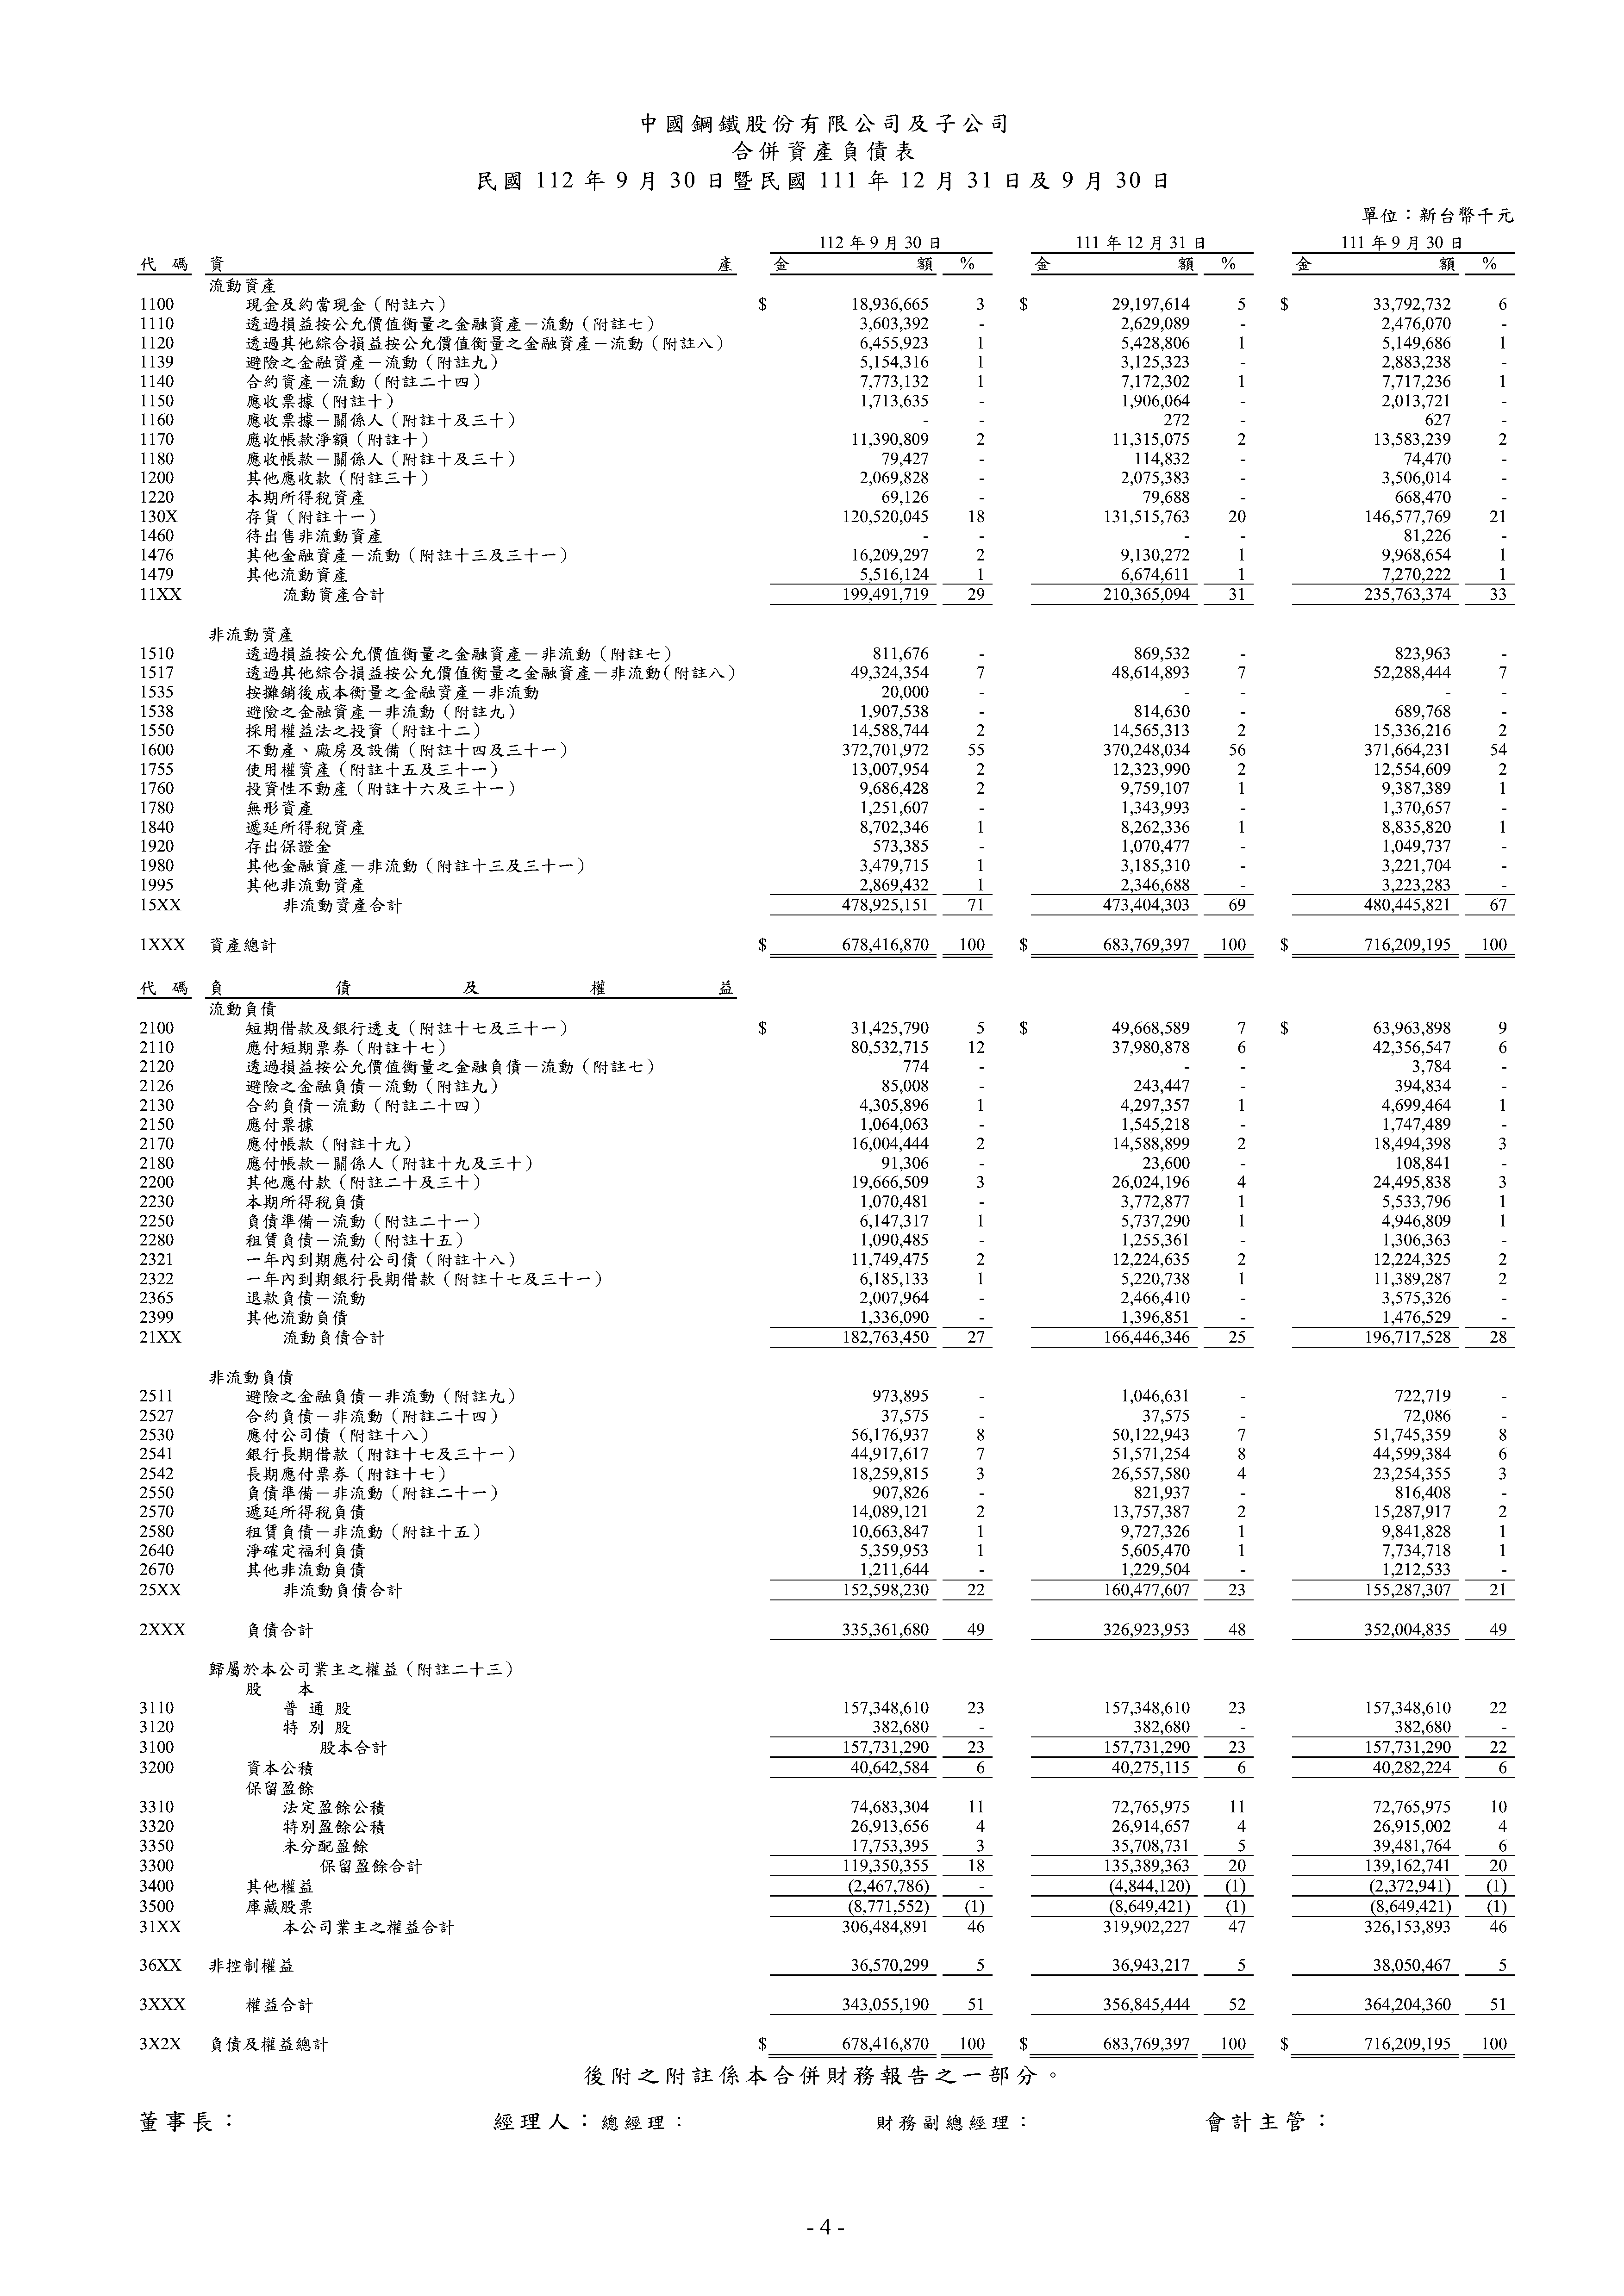 中國鋼鐵股份有限公司及子公司
合併資產負債表
民國 112 年 9 月 30 日暨民國 111 年 12 月 31 日及 9 月 30 日
單位：新台幣千元
112 年 9 月 30 日 111 年 12 月 31 日 111 年 9 月 30 日
代 碼 資 產 金 額 % 金 額 % 金 額 %
流動資產
1100 現金及約當現金（附註六） $ 18,936,665 3 $ 29,197,614 5 $ 33,792,732 6
1110 透過損益按公允價值衡量之金融資產－流動（附註七） 3,603,392 - 2,629,089 - 2,476,070 -
1120 透過其他綜合損益按公允價值衡量之金融資產－流動（附註八） 6,455,923 1 5,428,806 1 5,149,686 1
1139 避險之金融資產－流動（附註九） 5,154,316 1 3,125,323 - 2,883,238 -
1140 合約資產－流動（附註二十四） 7,773,132 1 7,172,302 1 7,717,236 1
1150 應收票據（附註十） 1,713,635 - 1,906,064 - 2,013,721 -
1160 應收票據－關係人（附註十及三十） - - 272 - 627 -
1170 應收帳款淨額（附註十） 11,390,809 2 11,315,075 2 13,583,239 2
1180 應收帳款－關係人（附註十及三十） 79,427 - 114,832 - 74,470 -
1200 其他應收款（附註三十） 2,069,828 - 2,075,383 - 3,506,014 -
1220 本期所得稅資產 69,126 - 79,688 - 668,470 -
130X 存貨（附註十一） 120,520,045 18 131,515,763 20 146,577,769 21
1460 待出售非流動資產 - - - - 81,226 -
1476 其他金融資產－流動（附註十三及三十一） 16,209,297 2 9,130,272 1 9,968,654 1
1479 其他流動資產 5,516,124 1 6,674,611 1 7,270,222 1
11XX 流動資產合計 199,491,719 29 210,365,094 31 235,763,374 33
非流動資產
1510 透過損益按公允價值衡量之金融資產－非流動（附註七） 811,676 - 869,532 - 823,963 -
1517 透過其他綜合損益按公允價值衡量之金融資產－非流動（附註八） 49,324,354 7 48,614,893 7 52,288,444 7
1535 按攤銷後成本衡量之金融資產－非流動 20,000 - - - - -
1538 避險之金融資產－非流動（附註九） 1,907,538 - 814,630 - 689,768 -
1550 採用權益法之投資（附註十二） 14,588,744 2 14,565,313 2 15,336,216 2
1600 不動產、廠房及設備（附註十四及三十一） 372,701,972 55 370,248,034 56 371,664,231 54
1755 使用權資產（附註十五及三十一） 13,007,954 2 12,323,990 2 12,554,609 2
1760 投資性不動產（附註十六及三十一） 9,686,428 2 9,759,107 1 9,387,389 1
1780 無形資產 1,251,607 - 1,343,993 - 1,370,657 -
1840 遞延所得稅資產 8,702,346 1 8,262,336 1 8,835,820 1
1920 存出保證金 573,385 - 1,070,477 - 1,049,737 -
1980 其他金融資產－非流動（附註十三及三十一） 3,479,715 1 3,185,310 - 3,221,704 -
1995 其他非流動資產 2,869,432 1 2,346,688 - 3,223,283 -
15XX 非流動資產合計 478,925,151 71 473,404,303 69 480,445,821 67
1XXX 資產總計 $ 678,416,870 100 $ 683,769,397 100 $ 716,209,195 100
代 碼 負 債 及 權 益
流動負債
2100 短期借款及銀行透支（附註十七及三十一） $ 31,425,790 5 $ 49,668,589 7 $ 63,963,898 9
2110 應付短期票券（附註十七） 80,532,715 12 37,980,878 6 42,356,547 6
2120 透過損益按公允價值衡量之金融負債－流動（附註七） 774 - - - 3,784 -
2126 避險之金融負債－流動（附註九） 85,008 - 243,447 - 394,834 -
2130 合約負債－流動（附註二十四） 4,305,896 1 4,297,357 1 4,699,464 1
2150 應付票據 1,064,063 - 1,545,218 - 1,747,489 -
2170 應付帳款（附註十九） 16,004,444 2 14,588,899 2 18,494,398 3
2180 應付帳款－關係人（附註十九及三十） 91,306 - 23,600 - 108,841 -
2200 其他應付款（附註二十及三十） 19,666,509 3 26,024,196 4 24,495,838 3
2230 本期所得稅負債 1,070,481 - 3,772,877 1 5,533,796 1
2250 負債準備－流動（附註二十一） 6,147,317 1 5,737,290 1 4,946,809 1
2280 租賃負債－流動（附註十五） 1,090,485 - 1,255,361 - 1,306,363 -
2321 一年內到期應付公司債（附註十八） 11,749,475 2 12,224,635 2 12,224,325 2
2322 一年內到期銀行長期借款（附註十七及三十一） 6,185,133 1 5,220,738 1 11,389,287 2
2365 退款負債－流動 2,007,964 - 2,466,410 - 3,575,326 -
2399 其他流動負債 1,336,090 - 1,396,851 - 1,476,529 -
21XX 流動負債合計 182,763,450 27 166,446,346 25 196,717,528 28
非流動負債
2511 避險之金融負債－非流動（附註九） 973,895 - 1,046,631 - 722,719 -
2527 合約負債－非流動（附註二十四） 37,575 - 37,575 - 72,086 -
2530 應付公司債（附註十八） 56,176,937 8 50,122,943 7 51,745,359 8
2541 銀行長期借款（附註十七及三十一） 44,917,617 7 51,571,254 8 44,599,384 6
2542 長期應付票券（附註十七） 18,259,815 3 26,557,580 4 23,254,355 3
2550 負債準備－非流動（附註二十一） 907,826 - 821,937 - 816,408 -
2570 遞延所得稅負債 14,089,121 2 13,757,387 2 15,287,917 2
2580 租賃負債－非流動（附註十五） 10,663,847 1 9,727,326 1 9,841,828 1
2640 淨確定福利負債 5,359,953 1 5,605,470 1 7,734,718 1
2670 其他非流動負債 1,211,644 - 1,229,504 - 1,212,533 -
25XX 非流動負債合計 152,598,230 22 160,477,607 23 155,287,307 21
2XXX 負債合計 335,361,680 49 326,923,953 48 352,004,835 49
歸屬於本公司業主之權益（附註二十三）
股 本
3110 普 通 股 157,348,610 23 157,348,610 23 157,348,610 22
3120 特 別 股 382,680 - 382,680 - 382,680 -
3100 股本合計 157,731,290 23 157,731,290 23 157,731,290 22
3200 資本公積 40,642,584 6 40,275,115 6 40,282,224 6
保留盈餘
3310 法定盈餘公積 74,683,304 11 72,765,975 11 72,765,975 10
3320 特別盈餘公積 26,913,656 4 26,914,657 4 26,915,002 4
3350 未分配盈餘 17,753,395 3 35,708,731 5 39,481,764 6
3300 保留盈餘合計 119,350,355 18 135,389,363 20 139,162,741 20
3400 其他權益 (2,467,786) - (4,844,120) (1) (2,372,941) (1)
3500 庫藏股票 (8,771,552) (1) (8,649,421) (1) (8,649,421) (1)
31XX 本公司業主之權益合計 306,484,891 46 319,902,227 47 326,153,893 46
36XX 非控制權益 36,570,299 5 36,943,217 5 38,050,467 5
3XXX 權益合計 343,055,190 51 356,845,444 52 364,204,360 51
3X2X 負債及權益總計 $ 678,416,870 100 $ 683,769,397 100 $ 716,209,195 100
後附之附註係本合併財務報告之一部分。
董事長： 經理人：總經理： 財務副總經理： 會計主管：
- 4 -